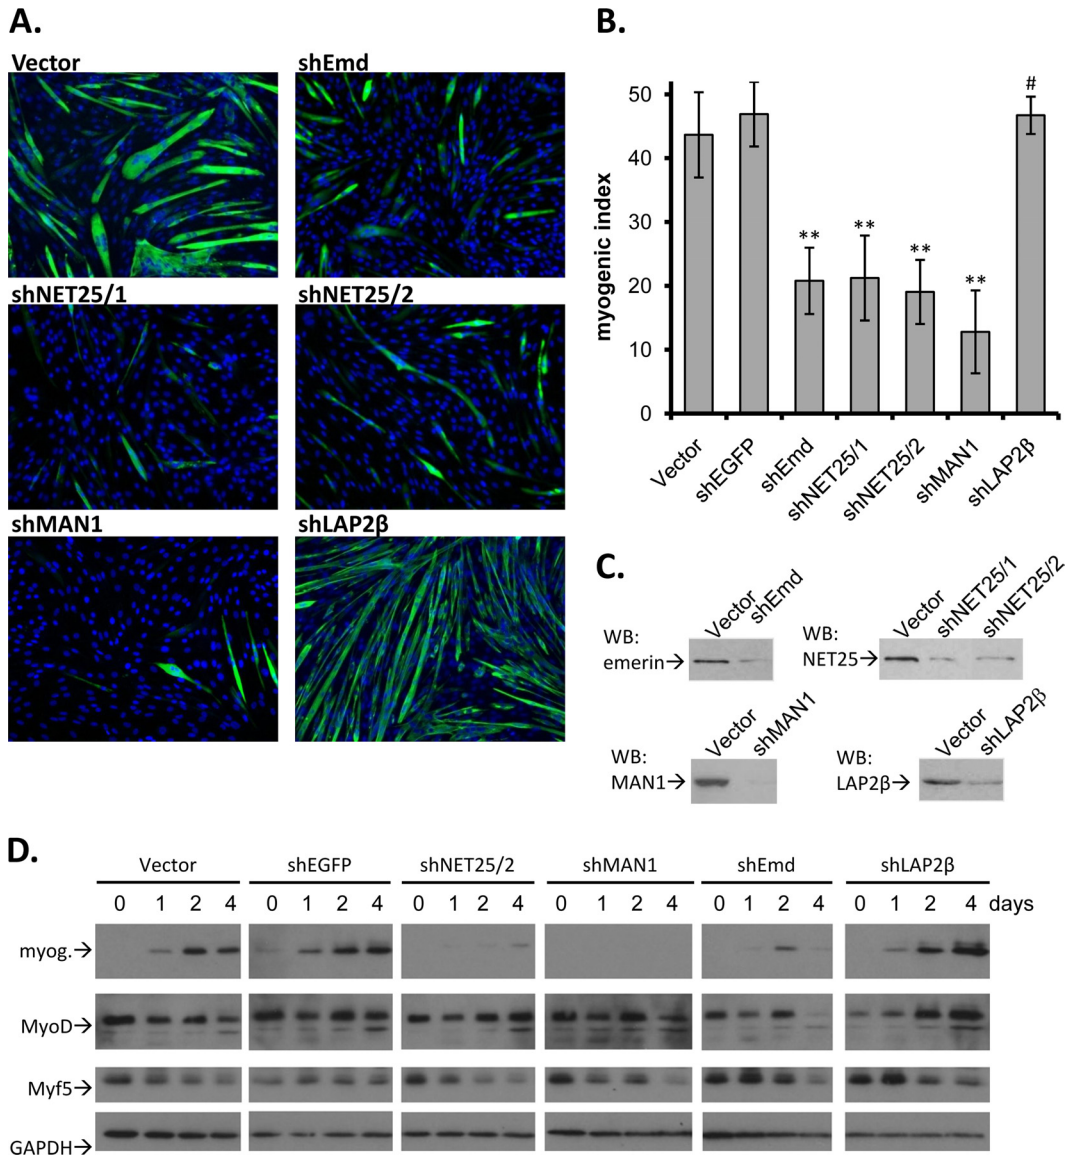 A.
Vector shEmd
shNET25/1 shNET25/2
shMAN1 shLAP2β
B.
myogenic index
50
40
30
20
10
0
** ** ** ** #
Vector shEGFP shEmd shNET25/1 shNET25/2 shMAN1 shLAP2β
C.
Vector shEmd
WB:
emerin→
Vector shNET25/1 shNET25/2
WB:
NET25→
Vector shMAN1
WB:
MAN1→
Vector shLAP2β
WB:
LAP2β→
D.
Vector shEGFP shNET25/2 shMAN1 shEmd shLAP2β
0 1 2 4 0 1 2 4 0 1 2 4 0 1 2 4 0 1 2 4 0 1 2 4 days
myog.→
MyoD→
Myf5→
GAPDH→